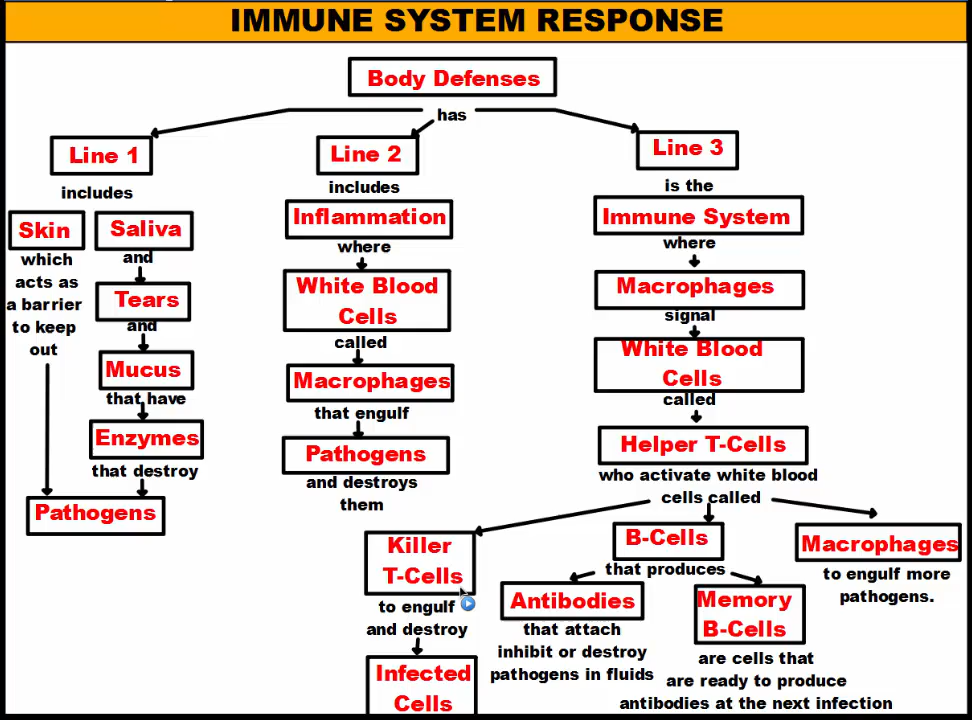 IMMUNE SYSTEM RESPONSE
Body Defenses
has
Line 1
includes
Skin
which
acts as
a barrier
to keep
out
Saliva
and
Tears
and
Mucus
that have
Enzymes
that destroy
Pathogens
Line 2
includes
Inflammation
where
White Blood
Cells
called
Macrophages
that engulf
Pathogens
and destroys
them
Line 3
is the
Immune System
where
Macrophages
signal
White Blood
Cells
called
Helper T-Cells
who activate white blood
cells called
Killer
T-Cells
to engulf
and destroy
Infected
Cells
B-Cells
that produces
Antibodies
that attach
inhibit or destroy
pathogens in fluids
Memory
B-Cells
are cells that
are ready to produce
antibodies at the next infection
Macrophages
to engulf more
pathogens.